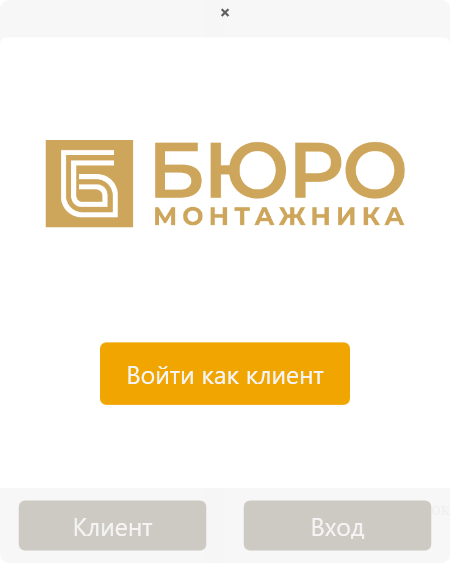 ×
БЮРО
МОНТАЖНИКА
Войти как клиент
Клиент
Вход